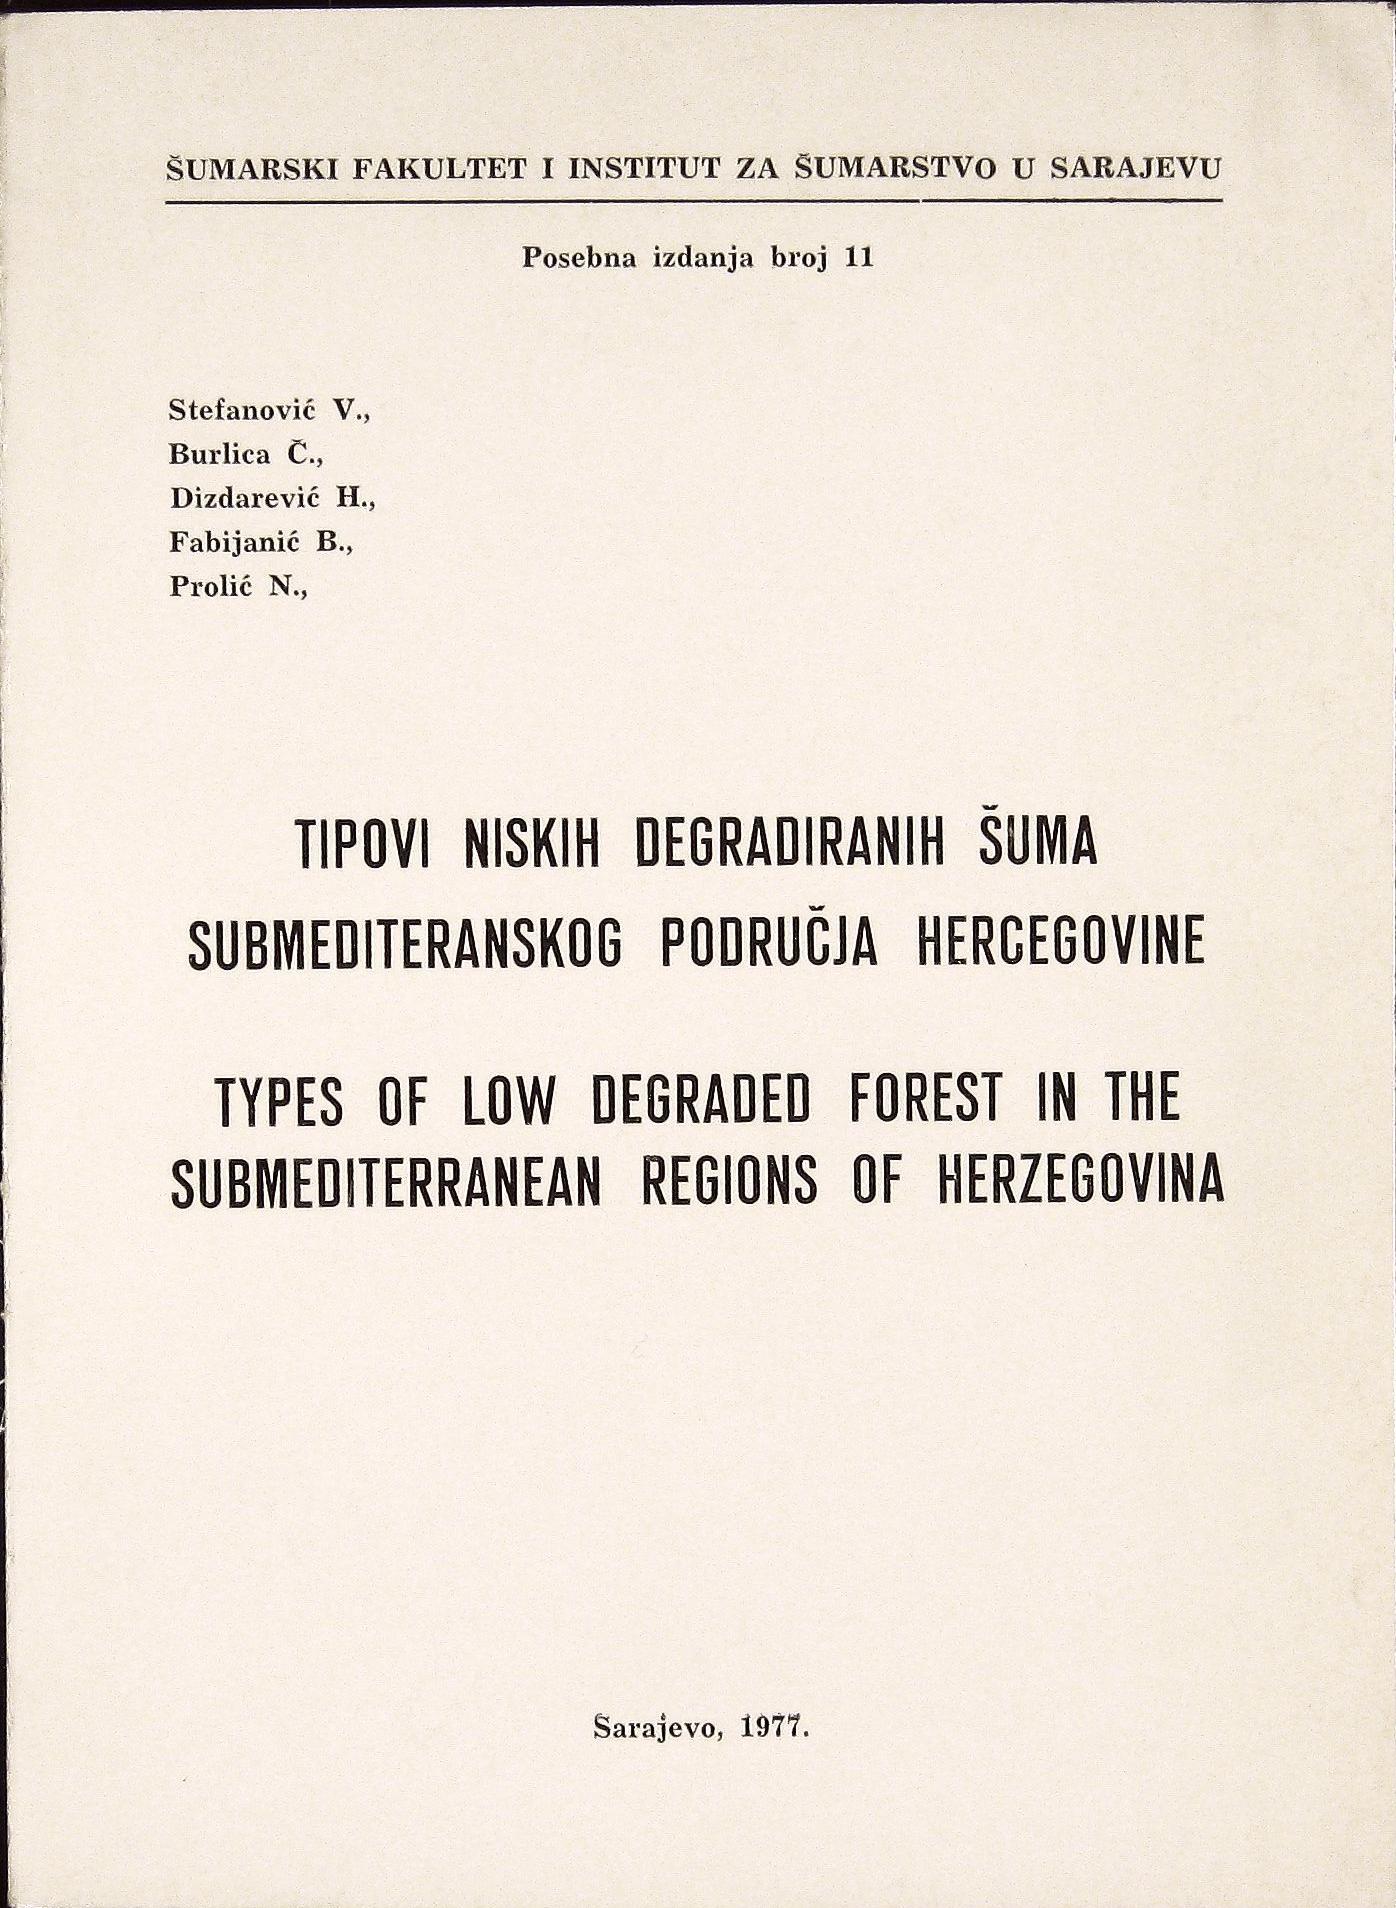 ŠUMARSKI FAKULTET I INSTITUT ZA ŠUMARSTVO U SARAJEVU
Posebna izdanja broj 11
Stefanović V.,
Burlica Č.,
Dizdarević H.,
Fabijanić B.,
Prolić N.,
TIPOVI NISKIH DEGRADIRANIH ŠUMA
SUBMEDITERANSKOG PODRUČJA HERCEGOVINE
TYPES OF LOW DEGRADED FOREST IN THE
SUBMEDITERRANEAN REGIONS OF HERZEGOVINA
Sarajevo, 1977.